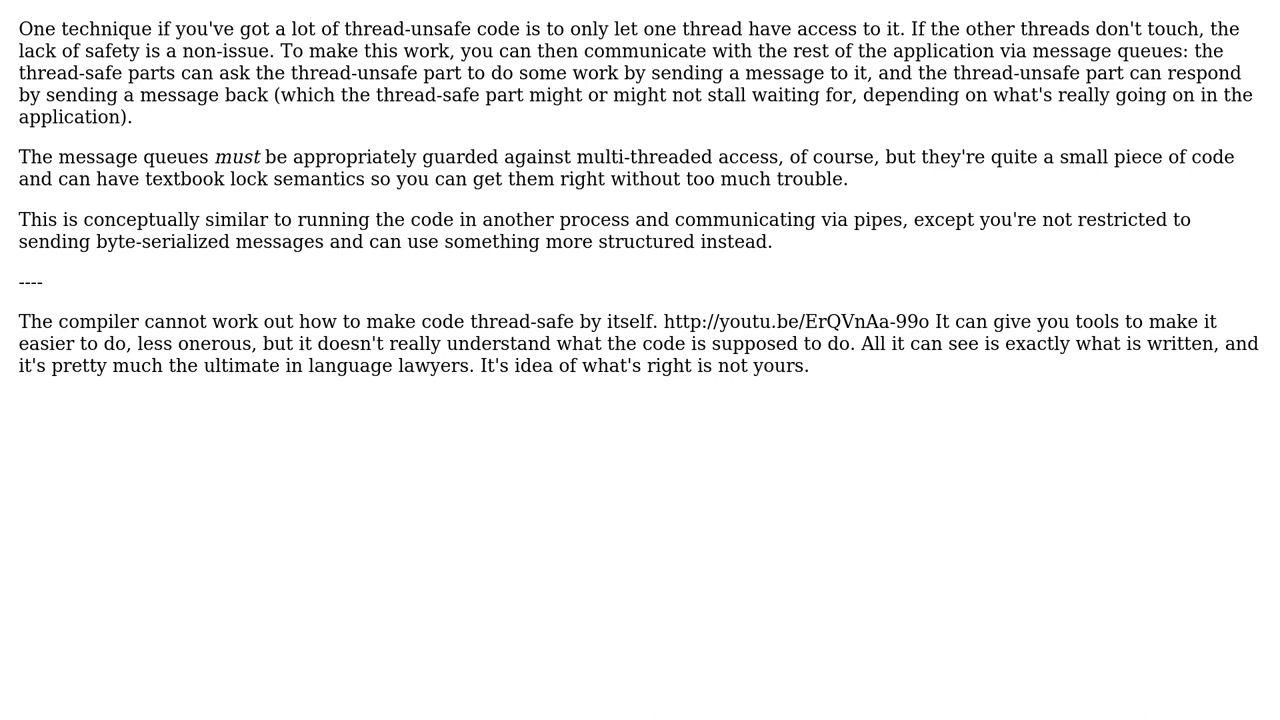 One technique if you've got a lot of thread-unsafe code is to only let one thread have access to it. If the other threads don't touch, the
lack of safety is a non-issue. To make this work, you can then communicate with the rest of the application via message queues: the
thread-safe parts can ask the thread-unsafe part to do some work by sending a message to it, and the thread-unsafe part can respond
by sending a message back (which the thread-safe part might or might not stall waiting for, depending on what's really going on in the
application).
The message queues must be appropriately guarded against multi-threaded access, of course, but they're quite a small piece of code
and can have textbook lock semantics so you can get them right without too much trouble.
This is conceptually similar to running the code in another process and communicating via pipes, except you're not restricted to
sending byte-serialized messages and can use something more structured instead.
----
The compiler cannot work out how to make code thread-safe by itself. http://youtu.be/ErQVnAa-99o It can give you tools to make it
easier to do, less onerous, but it doesn't really understand what the code is supposed to do. All it can see is exactly what is written, and
it's pretty much the ultimate in language lawyers. It's idea of what's right is not yours.